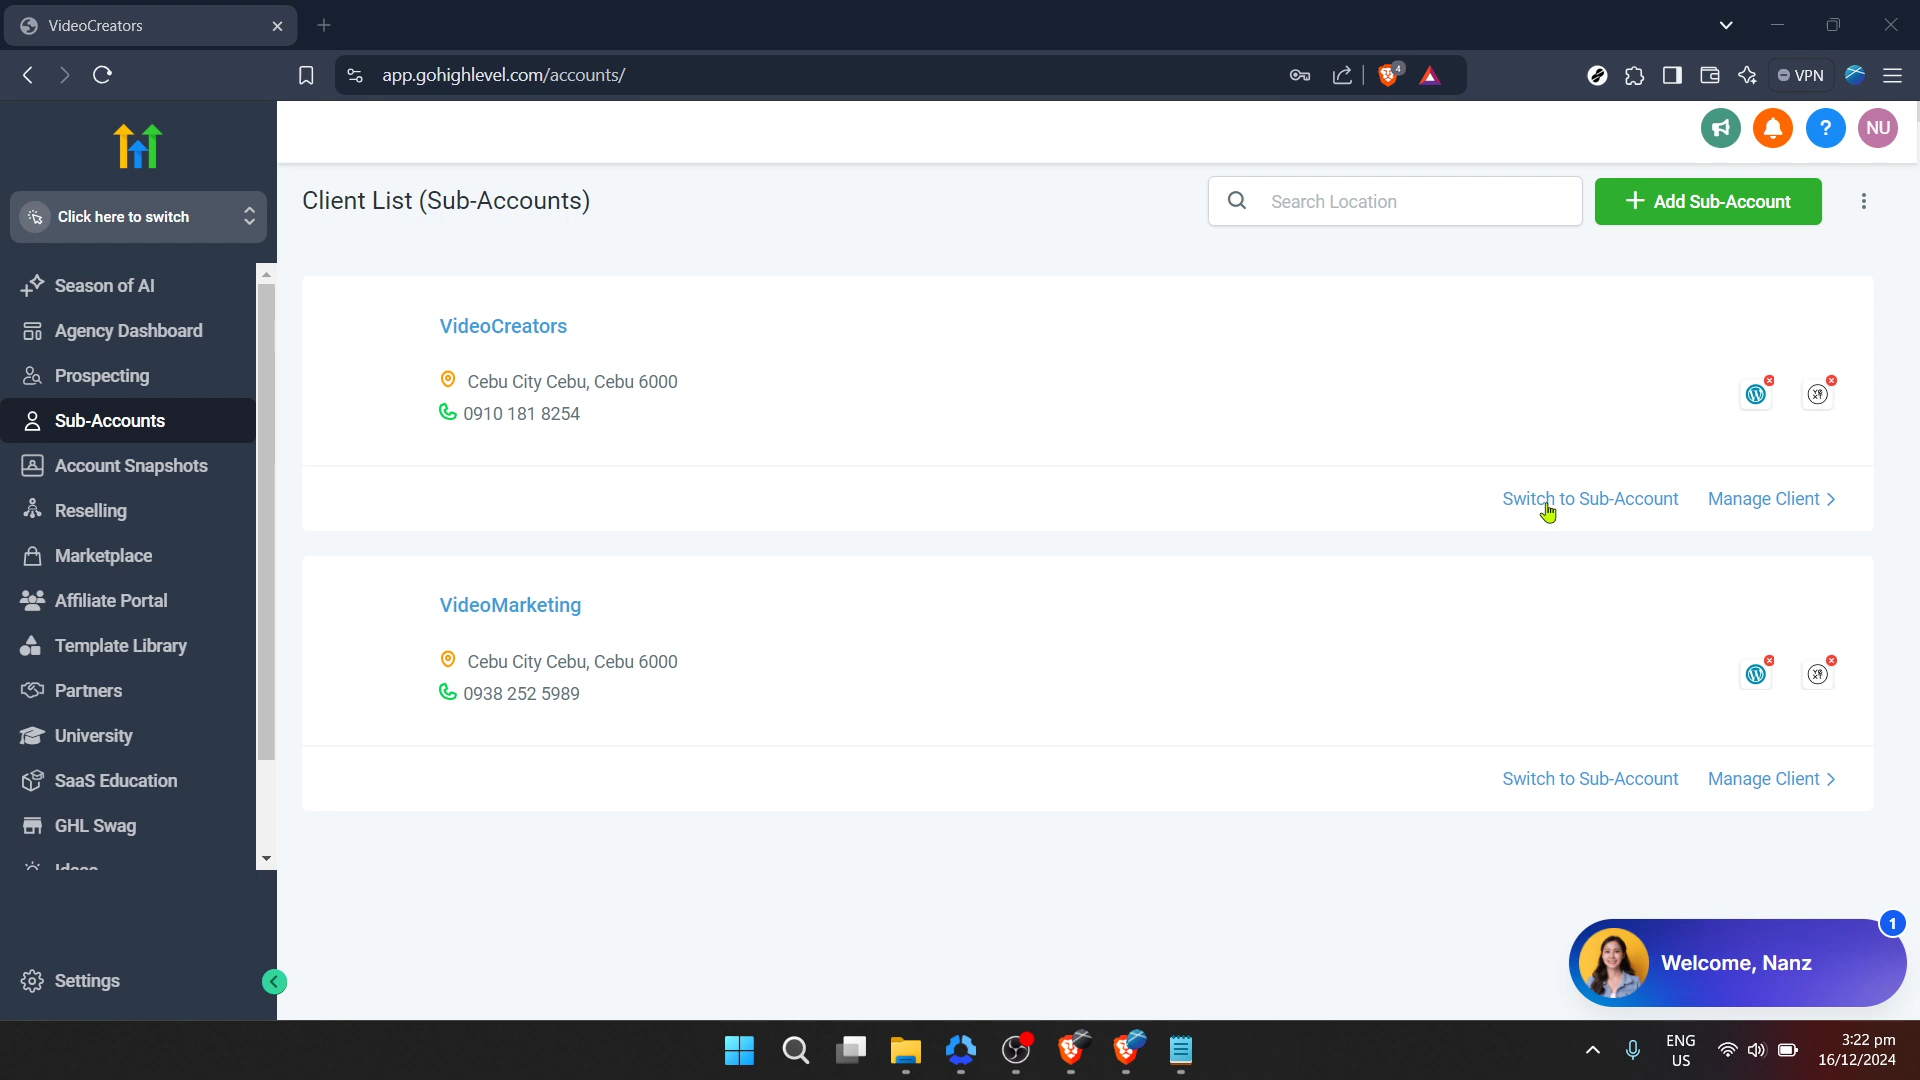 VideoCreators
app.gohighlevel.com/accounts/
4
VPN
NU
Click here to switch
Client List (Sub-Accounts)
Search Location
Add Sub-Account
Season of AI
Agency Dashboard
Prospecting
Sub-Accounts
Account Snapshots
Reselling
Marketplace
Affiliate Portal
Template Library
Partners
University
SaaS Education
GHL Swag
Ideas
Settings
VideoCreators
Cebu City Cebu, Cebu 6000
0910 181 8254
Switch to Sub-Account
Manage Client
VideoMarketing
Cebu City Cebu, Cebu 6000
0938 252 5989
Switch to Sub-Account
Manage Client
1
Welcome, Nanz
ENG
US
3:22 pm
16/12/2024